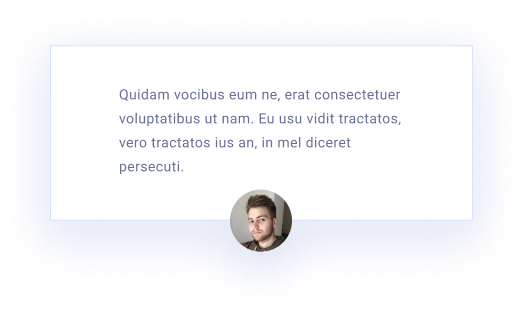 Quidam vocibus eum ne, erat consectetuer
voluptatibus ut nam. Eu usu vidit tractatos,
vero tractatos ius an, in mel diceret
persecuti.